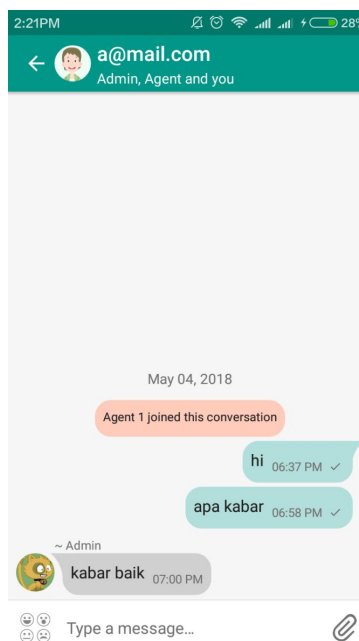 2:21PM 28%
a@mail.com
Admin, Agent and you
May 04, 2018
Agent 1 joined this conversation
hi 06:37 PM
apa kabar 06:58 PM
~ Admin
kabar baik 07:00 PM
Type a message...